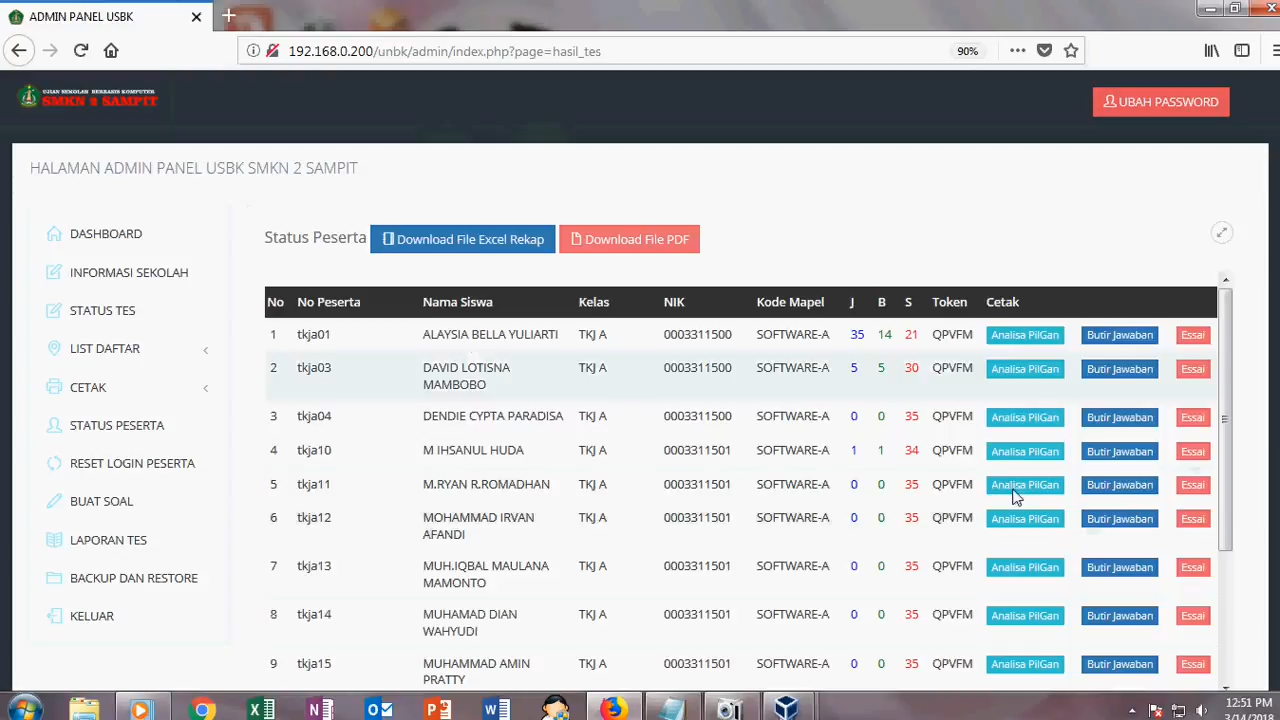 ADMIN PANEL USBK
192.168.0.200/unbk/admin/index.php?page=hasil_tes
90%
UJIAN SEKOLAH BERBASIS KOMPUTER
SMKN 2 SAMPIT
UBAH PASSWORD
HALAMAN ADMIN PANEL USBK SMKN 2 SAMPIT
DASHBOARD
INFORMASI SEKOLAH
STATUS TES
LIST DAFTAR
CETAK
STATUS PESERTA
RESET LOGIN PESERTA
BUAT SOAL
LAPORAN TES
BACKUP DAN RESTORE
KELUAR
Status Peserta Download File Excel Rekap Download File PDF
No No Peserta Nama Siswa Kelas NIK Kode Mapel J B S Token Cetak
1 tkja01 ALAYSIA BELLA YULIARTI TKJ A 0003311500 SOFTWARE-A 35 14 21 QPVFM Analisa PilGan Butir Jawaban Essai
2 tkja03 DAVID LOTISNA TKJ A 0003311500 SOFTWARE-A 5 5 30 QPVFM Analisa PilGan Butir Jawaban Essai
MAMBOBO
3 tkja04 DENDIE CYPTA PARADISA TKJ A 0003311500 SOFTWARE-A 0 0 35 QPVFM Analisa PilGan Butir Jawaban Essai
4 tkja10 M IHSANUL HUDA TKJ A 0003311501 SOFTWARE-A 1 1 34 QPVFM Analisa PilGan Butir Jawaban Essai
5 tkja11 M.RYAN R.ROMADHAN TKJ A 0003311501 SOFTWARE-A 0 0 35 QPVFM Analisa PilGan Butir Jawaban Essai
6 tkja12 MOHAMMAD IRVAN TKJ A 0003311501 SOFTWARE-A 0 0 35 QPVFM Analisa PilGan Butir Jawaban Essai
AFANDI
7 tkja13 MUH.IQBAL MAULANA TKJ A 0003311501 SOFTWARE-A 0 0 35 QPVFM Analisa PilGan Butir Jawaban Essai
MAMONTO
8 tkja14 MUHAMAD DIAN TKJ A 0003311501 SOFTWARE-A 0 0 35 QPVFM Analisa PilGan Butir Jawaban Essai
WAHYUDI
9 tkja15 MUHAMMAD AMIN TKJ A 0003311501 SOFTWARE-A 0 0 35 QPVFM Analisa PilGan Butir Jawaban Essai
PRATTY
12:51 PM
3/14/2018